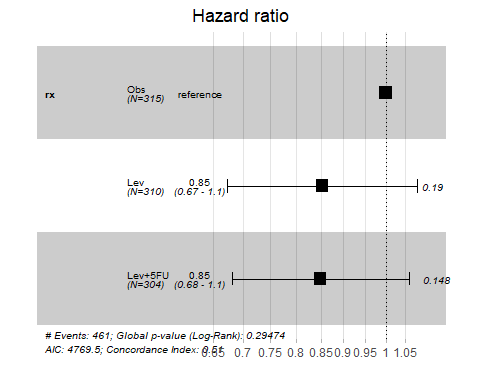 Hazard ratio
rx
Obs
(N=315)
reference
Lev
(N=310)
0.85
(0.67 - 1.1)
0.19
Lev+5FU
(N=304)
0.85
(0.68 - 1.1)
0.148
# Events: 461; Global p-value (Log-Rank): 0.29474
AIC: 4769.5; Concordance Index: 0.51
0.65 0.7 0.75 0.8 0.85 0.9 0.95 1 1.05